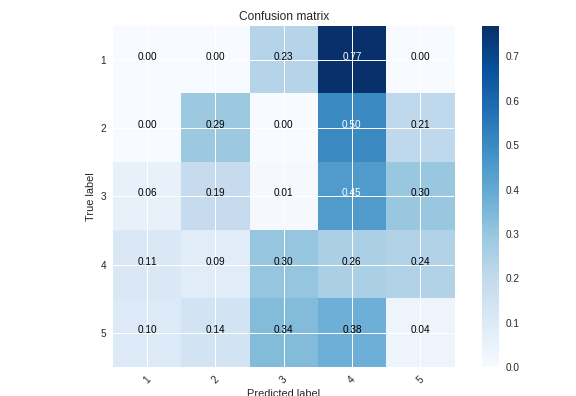 Confusion matrix
1 0.00 0.00 0.23 0.77 0.00
2 0.00 0.29 0.00 0.50 0.21
3 0.06 0.19 0.01 0.45 0.30
4 0.11 0.09 0.30 0.26 0.24
5 0.10 0.14 0.34 0.38 0.04
True label
1 2 3 4 5
Predicted label
0.7
0.6
0.5
0.4
0.3
0.2
0.1
0.0